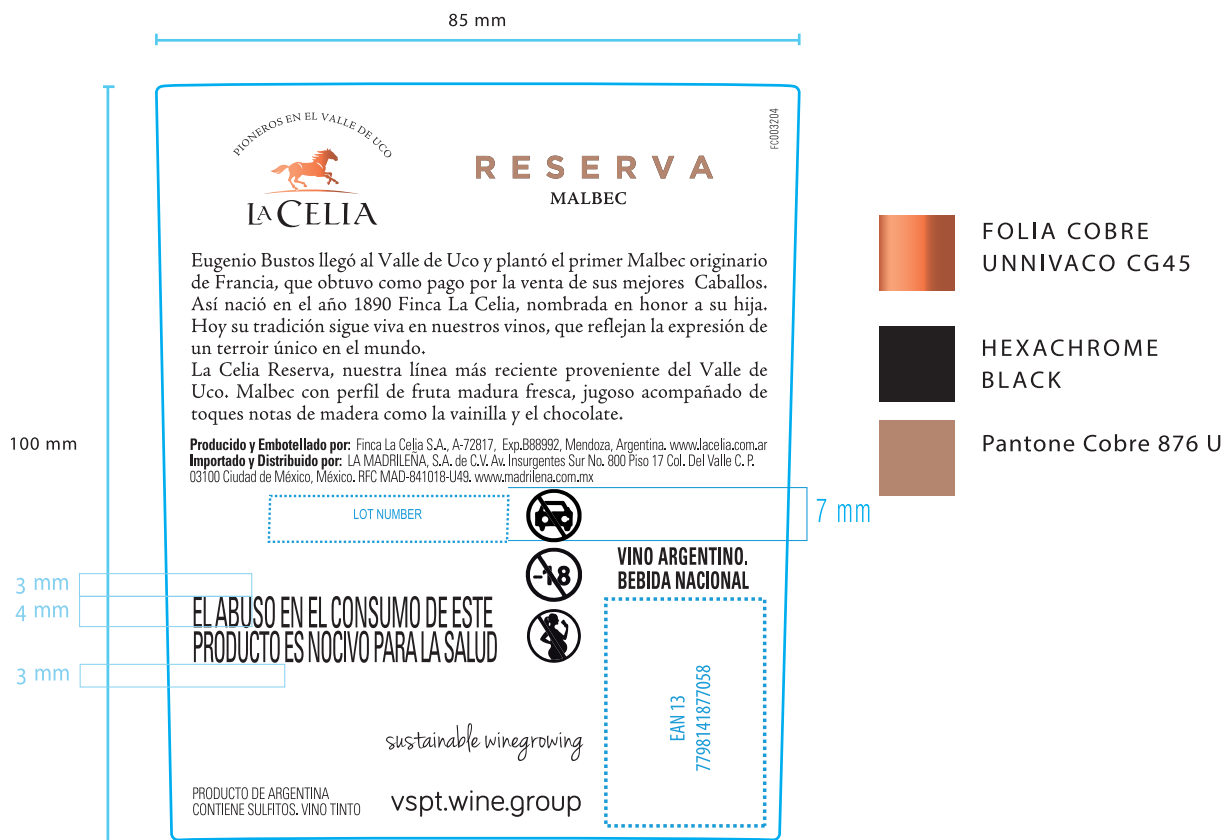 85 mm
100 mm
PIONEROS EN EL VALLE DE UCO
LA CELIA
RESERVA
MALBEC
FC003204
Eugenio Bustos llegó al Valle de Uco y plantó el primer Malbec originario
de Francia, que obtuvo como pago por la venta de sus mejores Caballos.
Así nació en el año 1890 Finca La Celia, nombrada en honor a su hija.
Hoy su tradición sigue viva en nuestros vinos, que reflejan la expresión de
un terroir único en el mundo.
La Celia Reserva, nuestra línea más reciente proveniente del Valle de
Uco. Malbec con perfil de fruta madura fresca, jugoso acompañado de
toques notas de madera como la vainilla y el chocolate.
Producido y Embotellado por: Finca La Celia S.A., A-72817, Exp.B88992, Mendoza, Argentina. www.lacelia.com.ar
Importado y Distribuido por: LA MADRILEÑA, S.A. de C.V. Av. Insurgentes Sur No. 800 Piso 17 Col. Del Valle C. P.
03100 Ciudad de México, México. RFC MAD-841018-U49. www.madrilena.com.mx
LOT NUMBER
7 mm
-18
VINO ARGENTINO.
BEBIDA NACIONAL
3 mm
4 mm
3 mm
EL ABUSO EN EL CONSUMO DE ESTE
PRODUCTO ES NOCIVO PARA LA SALUD
EAN 13
7798141877058
sustainable winegrowing
PRODUCTO DE ARGENTINA
CONTIENE SULFITOS. VINO TINTO
vspt.wine.group
FOLIA COBRE
UNNIVACO CG45
HEXACHROME
BLACK
Pantone Cobre 876 U